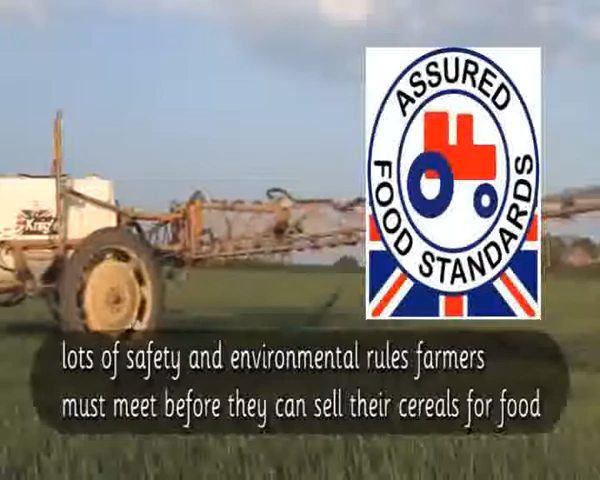 ASSURED
FOOD STANDARDS
Knight
lots of safety and environmental rules farmers
must meet before they can sell their cereals for food